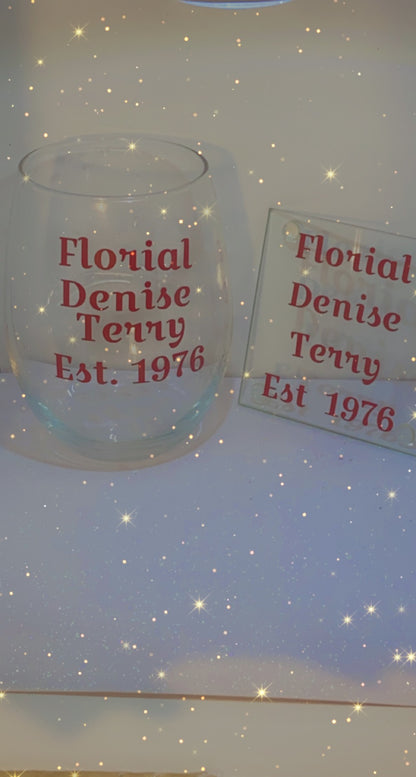 Florial
Denise
Terry
Est. 1976
Florial
Denise
Terry
Est 1976